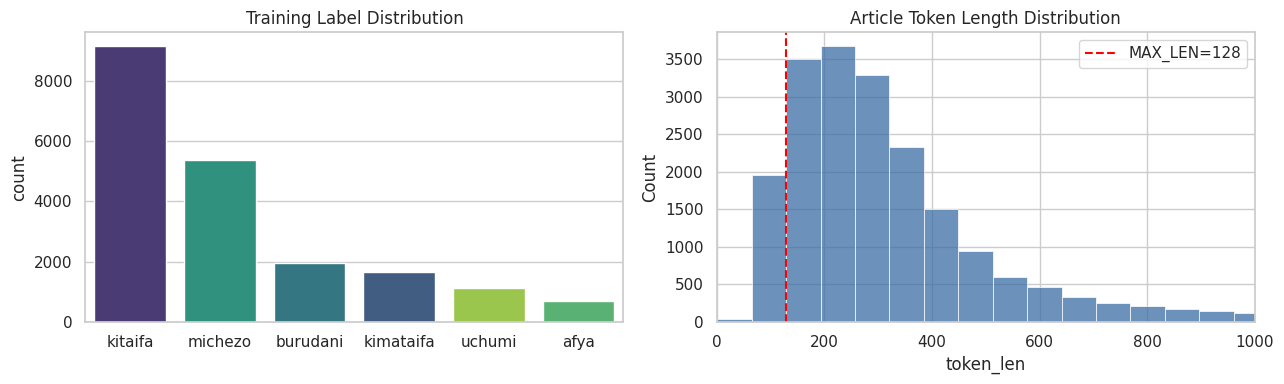 Training Label Distribution
count
8000
6000
4000
2000
0
kitaifa michezo burudani kimataifa uchumi afya
Article Token Length Distribution
MAX_LEN=128
Count
3500
3000
2500
2000
1500
1000
500
0
0 200 400 600 800 1000
token_len